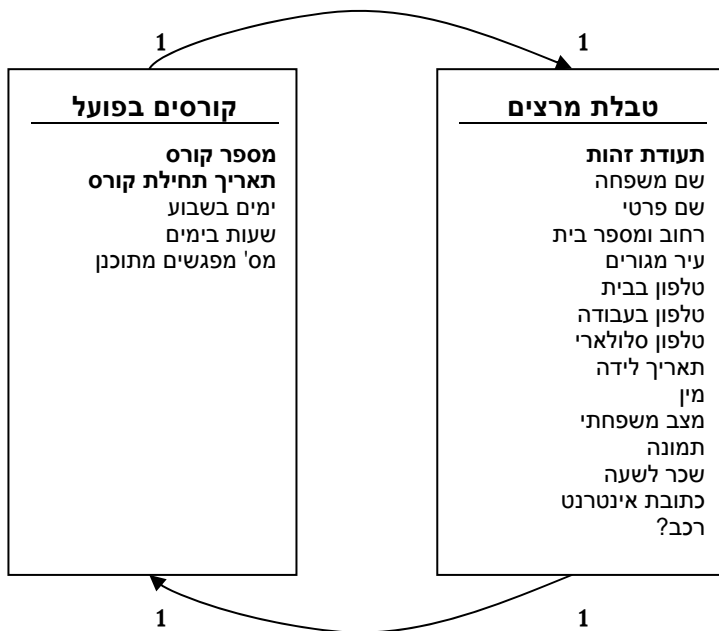 1
1
טבלת מרצים
תעודת זהות
שם משפחה
שם פרטי
רחוב ומספר בית
עיר מגורים
טלפון בבית
טלפון בעבודה
טלפון סלולארי
תאריך לידה
מין
מצב משפחתי
תמונה
שכר לשעה
כתובת אינטרנט
רכב?
קורסים בפועל
מספר קורס
תאריך תחילת קורס
ימים בשבוע
שעות בימים
מס' מפגשים מתוכנן
1
1